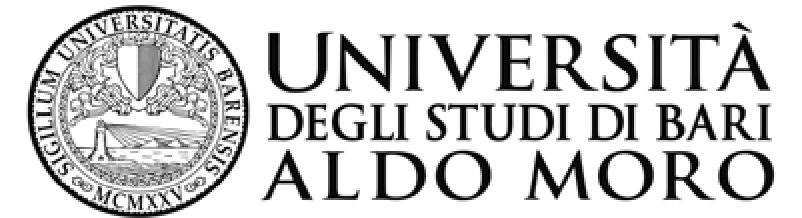 SIGILLUM UNIVERSITATIS BARENSIS
MCMXXV
UNIVERSITÀ
DEGLI STUDI DI BARI
ALDO MORO